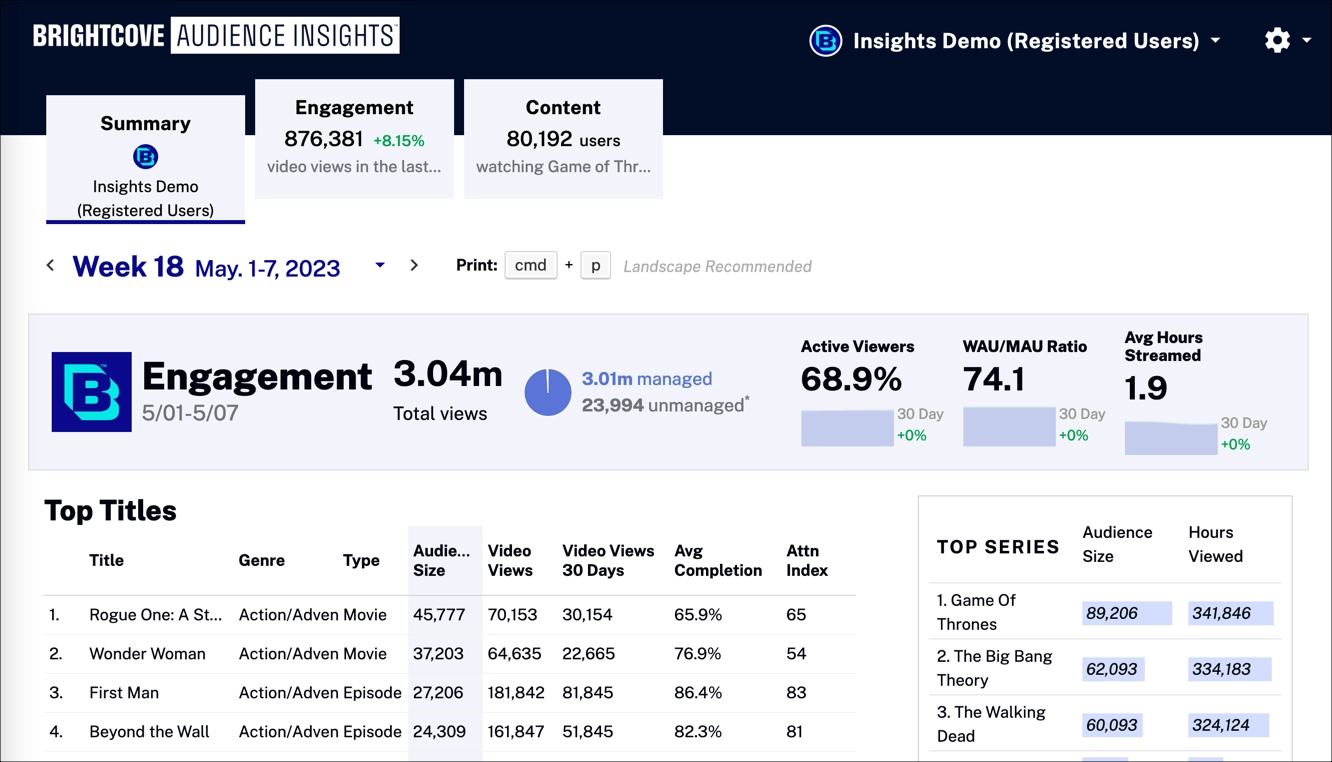 BRIGHTCOVE AUDIENCE INSIGHTS™
Insights Demo (Registered Users)
Summary
Insights Demo
(Registered Users)
Engagement
876,381 +8.15%
video views in the last...
Content
80,192 users
watching Game of Thr...
Week 18 May. 1-7, 2023
Print: cmd + p Landscape Recommended
Engagement
5/01-5/07
3.04m
Total views
3.01m managed
23,994 unmanaged*
Active Viewers
68.9%
30 Day
+0%
WAU/MAU Ratio
74.1
30 Day
+0%
Avg Hours
Streamed
1.9
30 Day
+0%
Top Titles
Title Genre Type Audie... Size Video Views Video Views 30 Days Avg Completion Attn Index
1. Rogue One: A St... Action/Adven Movie 45,777 70,153 30,154 65.9% 65
2. Wonder Woman Action/Adven Movie 37,203 64,635 22,665 76.9% 54
3. First Man Action/Adven Episode 27,206 181,842 81,845 86.4% 83
4. Beyond the Wall Action/Adven Episode 24,309 161,847 51,845 82.3% 81
TOP SERIES Audience Size Hours Viewed
1. Game Of
Thrones 89,206 341,846
2. The Big Bang
Theory 62,093 334,183
3. The Walking
Dead 60,093 324,124